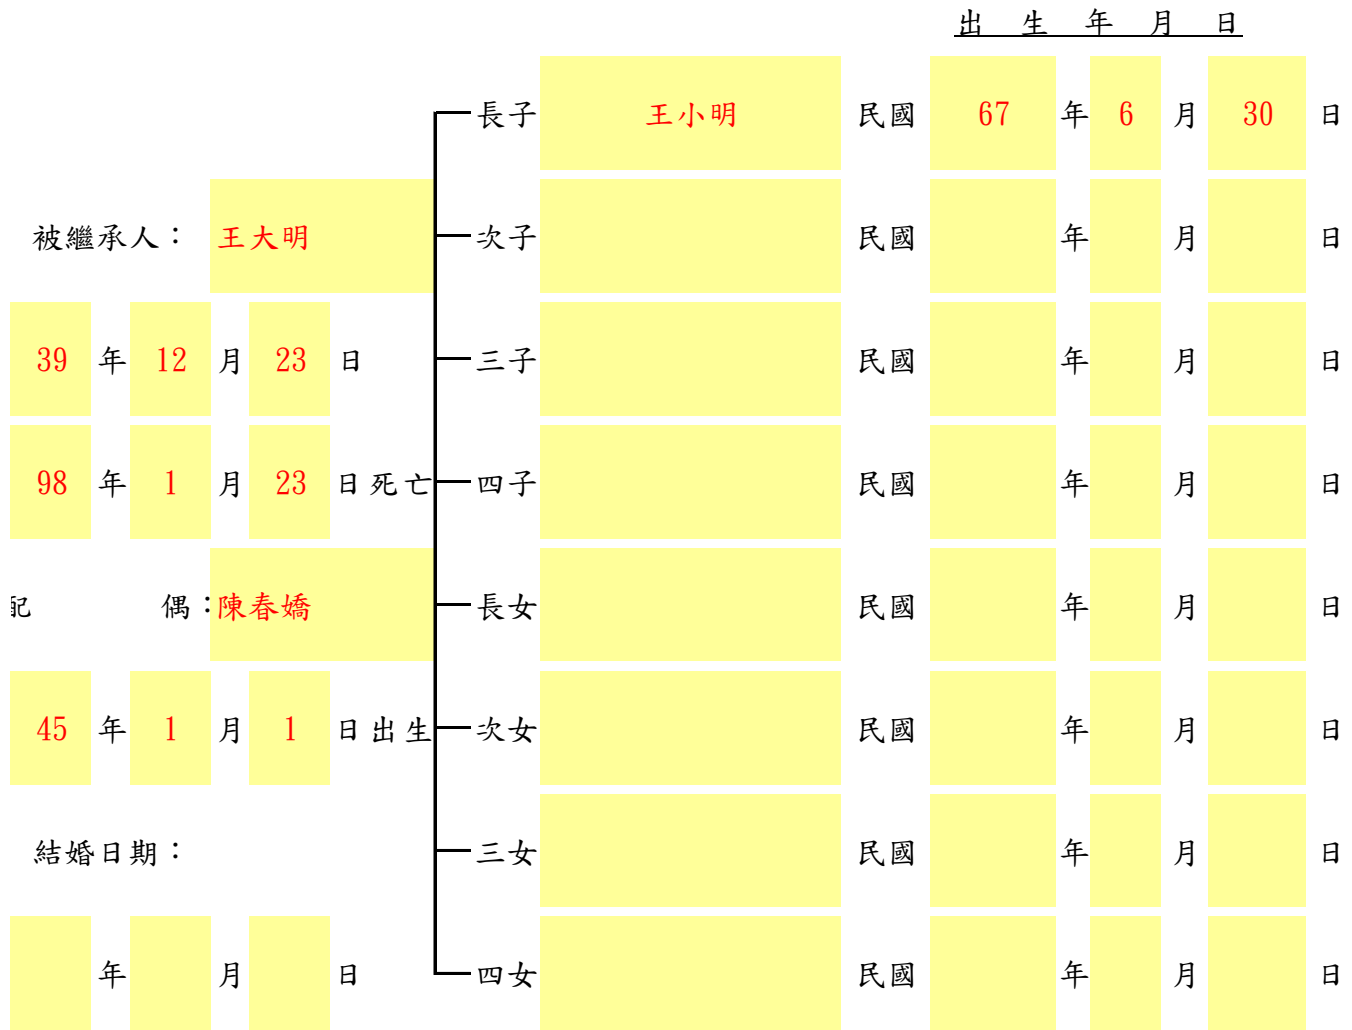 出 生 年 月 日
長子 王小明 民國 67 年 6 月 30 日
被繼承人： 王大明 次子 民國 年 月 日
39 年 12 月 23 日 三子 民國 年 月 日
98 年 1 月 23 日死亡 四子 民國 年 月 日
配 偶：陳春嬌 長女 民國 年 月 日
45 年 1 月 1 日出生 次女 民國 年 月 日
結婚日期： 三女 民國 年 月 日
年 月 日 四女 民國 年 月 日